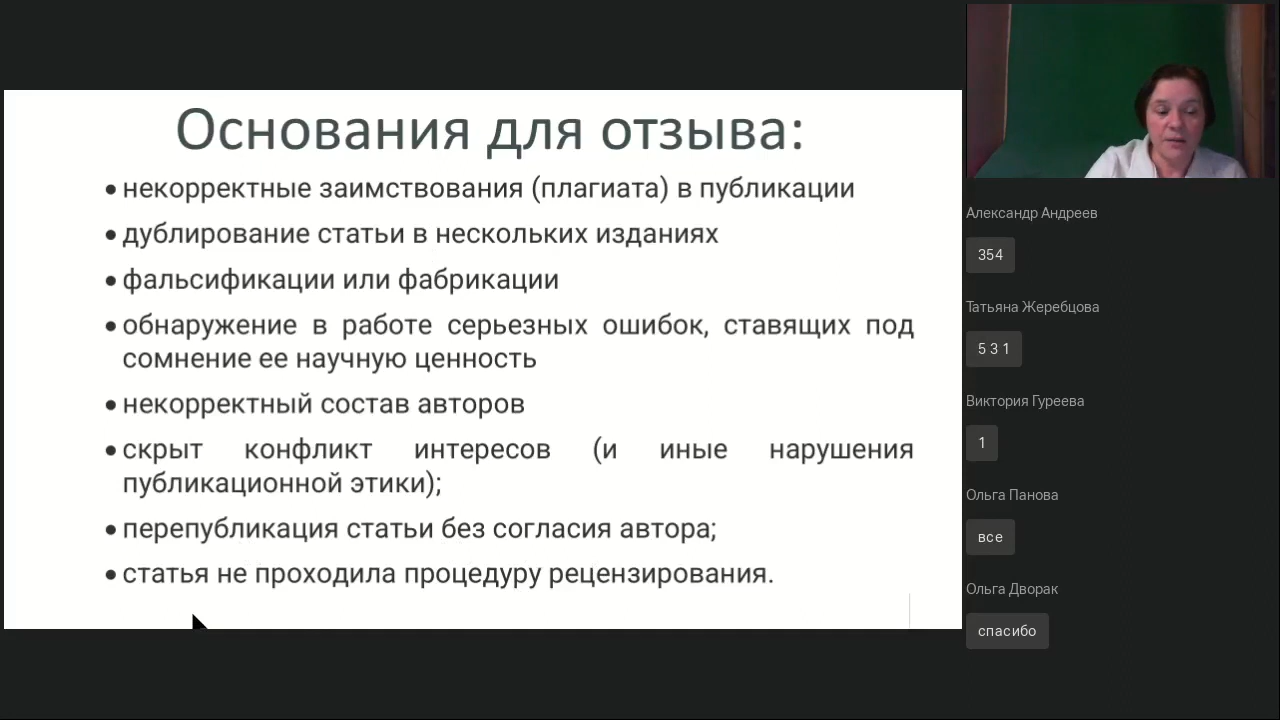 Основания для отзыва:
• некорректные заимствования (плагиата) в публикации
• дублирование статьи в нескольких изданиях
• фальсификации или фабрикации
• обнаружение в работе серьезных ошибок, ставящих под
сомнение ее научную ценность
• некорректный состав авторов
• скрыт конфликт интересов (и иные нарушения
публикационной этики);
• перепубликация статьи без согласия автора;
• статья не проходила процедуру рецензирования.
Александр Андреев
354
Татьяна Жеребцова
5 3 1
Виктория Гуреева
1
Ольга Панова
все
Ольга Дворак
спасибо